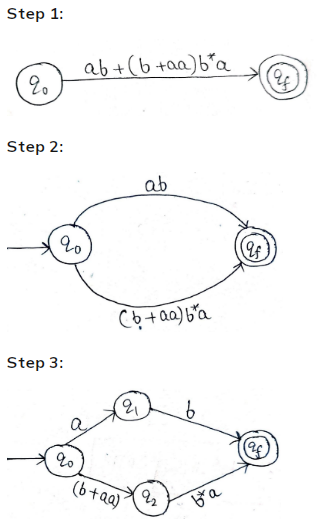 Step 1:
q0 ab+(b+aa)b*a qf
Step 2:
ab
q0 qf
(b+aa)b*a
Step 3:
a q1 b
q0 qf
(b+aa) q2 b*a